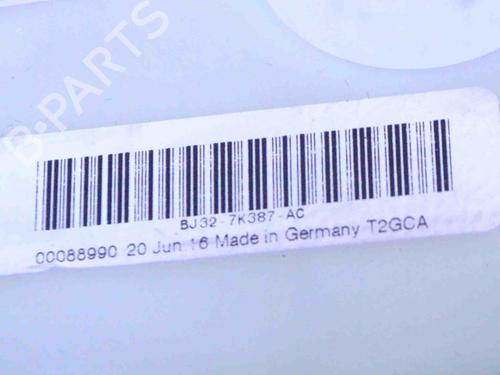 B-PARTS
BJ32-7K387-AC
00088990 20 Jun 16 Made in Germany T2GCA